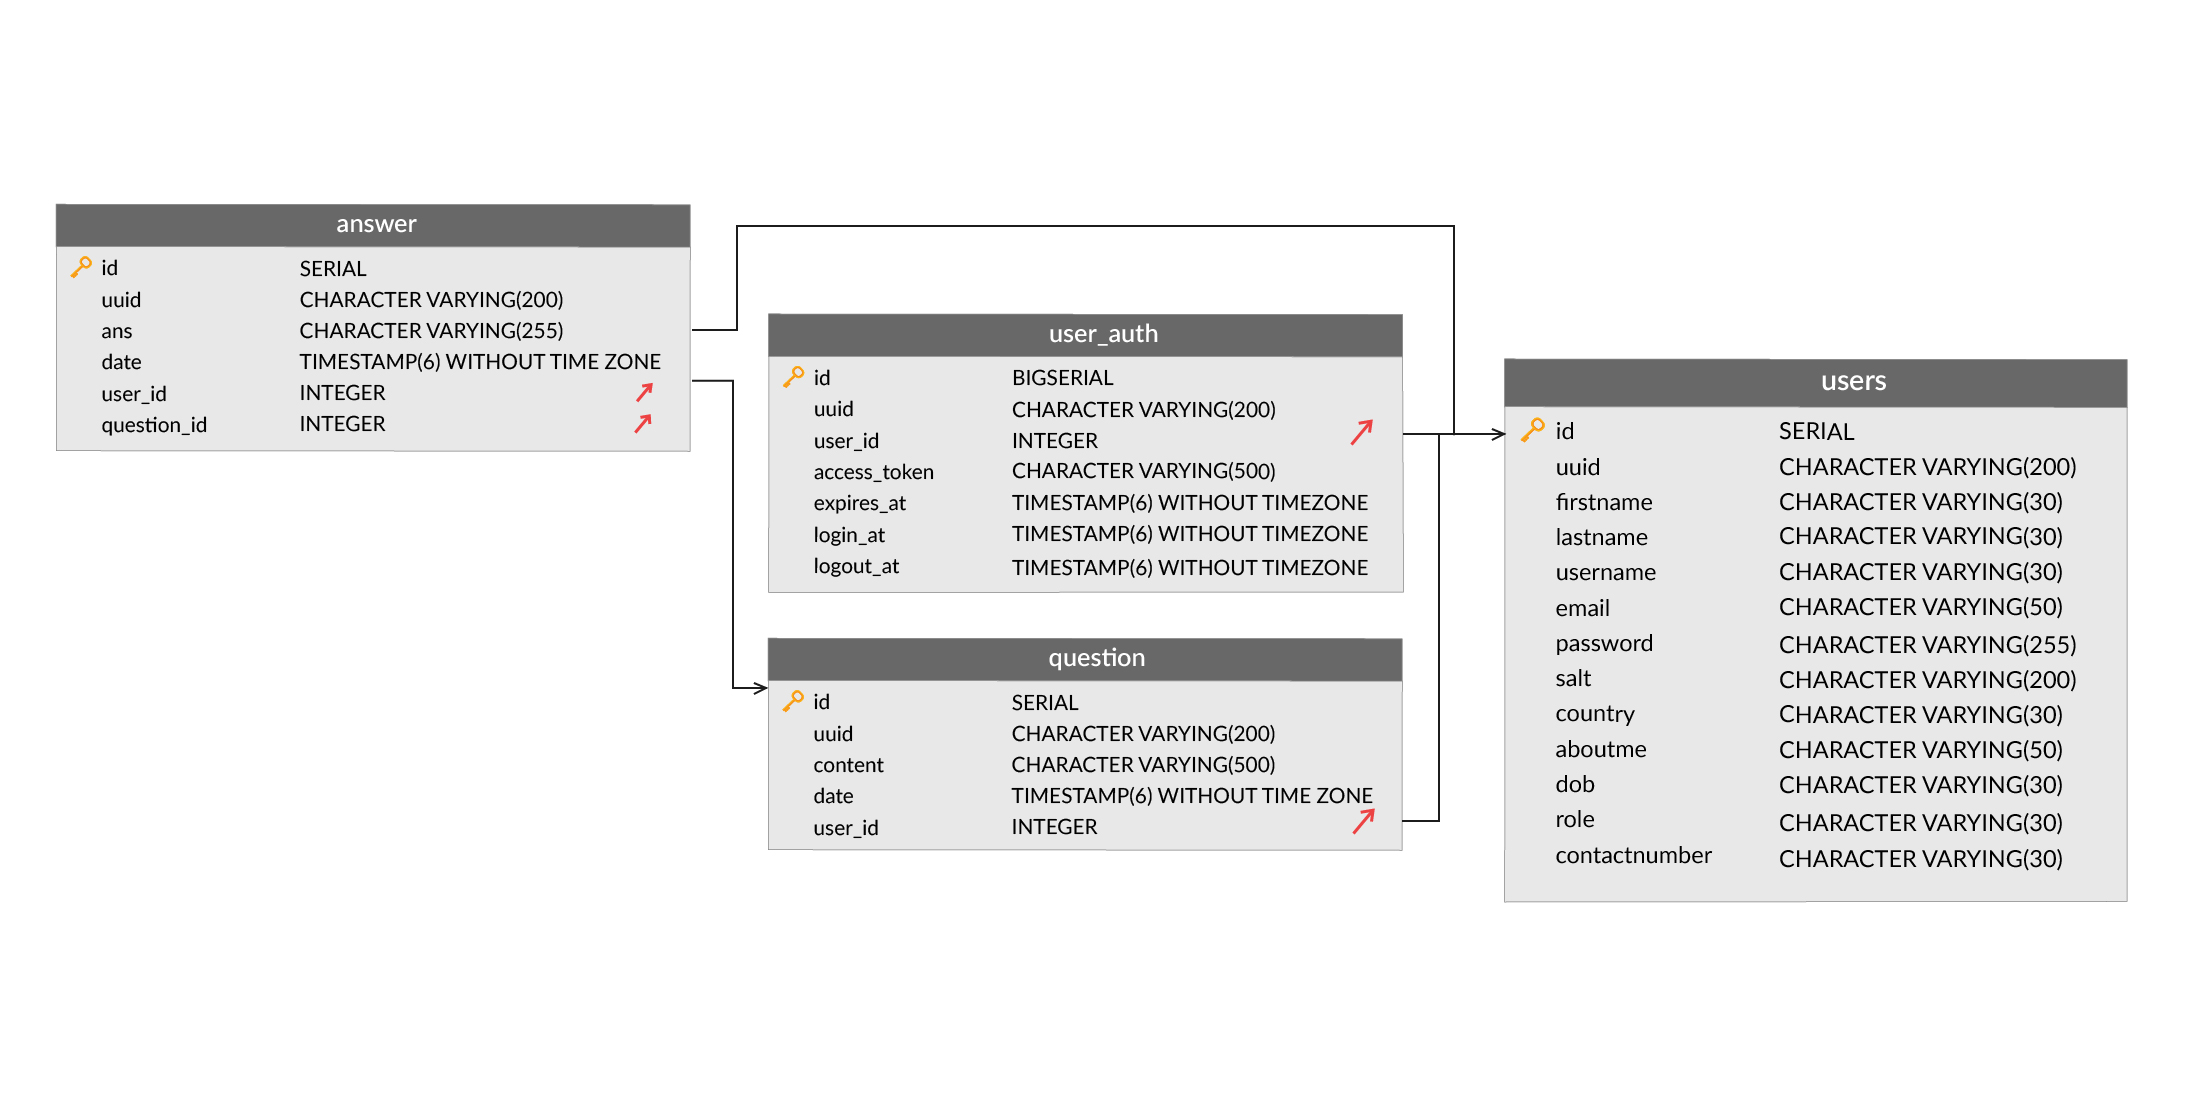 answer
id SERIAL
uuid CHARACTER VARYING(200)
ans CHARACTER VARYING(255)
date TIMESTAMP(6) WITHOUT TIME ZONE
user_id INTEGER
question_id INTEGER
user_auth
id BIGSERIAL
uuid CHARACTER VARYING(200)
user_id INTEGER
access_token CHARACTER VARYING(500)
expires_at TIMESTAMP(6) WITHOUT TIMEZONE
login_at TIMESTAMP(6) WITHOUT TIMEZONE
logout_at TIMESTAMP(6) WITHOUT TIMEZONE
question
id SERIAL
uuid CHARACTER VARYING(200)
content CHARACTER VARYING(500)
date TIMESTAMP(6) WITHOUT TIME ZONE
user_id INTEGER
users
id SERIAL
uuid CHARACTER VARYING(200)
firstname CHARACTER VARYING(30)
lastname CHARACTER VARYING(30)
username CHARACTER VARYING(30)
email CHARACTER VARYING(50)
password CHARACTER VARYING(255)
salt CHARACTER VARYING(200)
country CHARACTER VARYING(30)
aboutme CHARACTER VARYING(50)
dob CHARACTER VARYING(30)
role CHARACTER VARYING(30)
contactnumber CHARACTER VARYING(30)